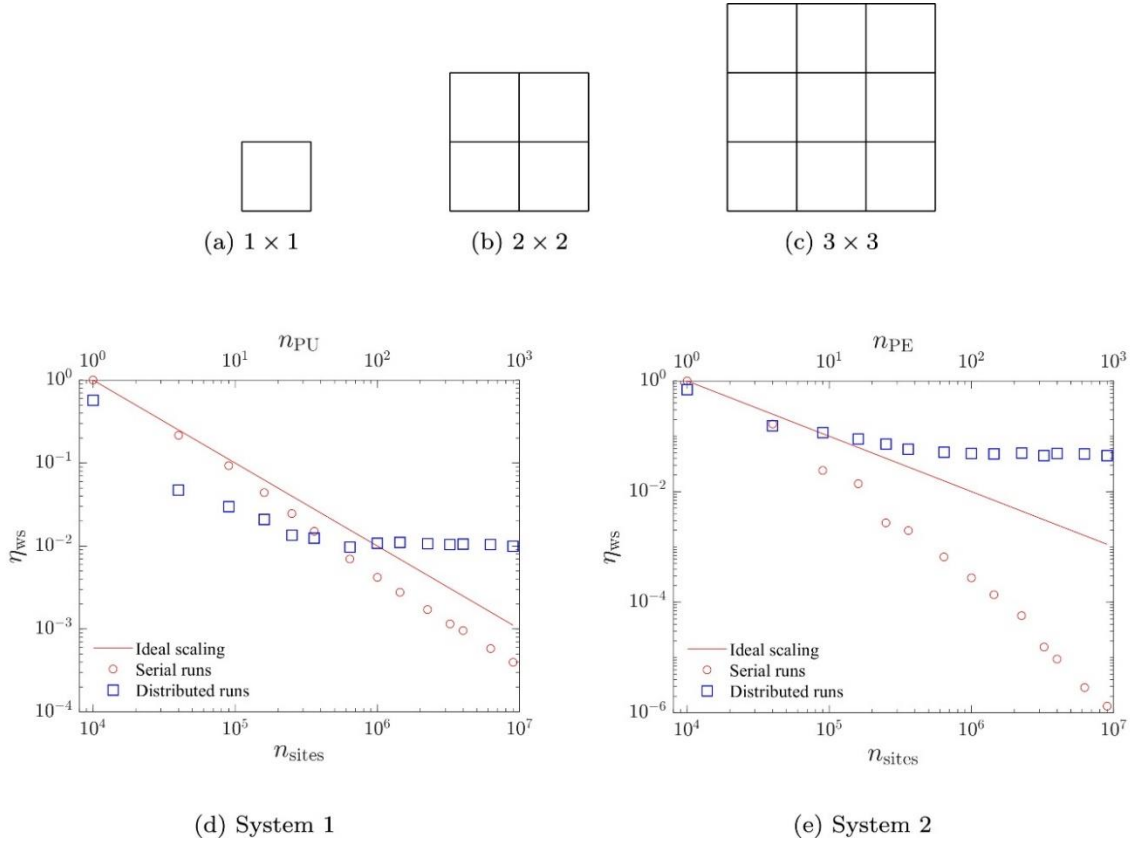 (a) 1 × 1
(b) 2 × 2
(c) 3 × 3
n_PU
10^0 10^1 10^2 10^3
10^0
10^-1
10^-2
10^-3
10^-4
η_ws
Ideal scaling
Serial runs
Distributed runs
10^4 10^5 10^6 10^7
n_sites
(d) System 1
n_PE
10^0 10^1 10^2 10^3
10^0
10^-2
10^-4
10^-6
η_ws
Ideal scaling
Serial runs
Distributed runs
10^4 10^5 10^6 10^7
n_sites
(e) System 2